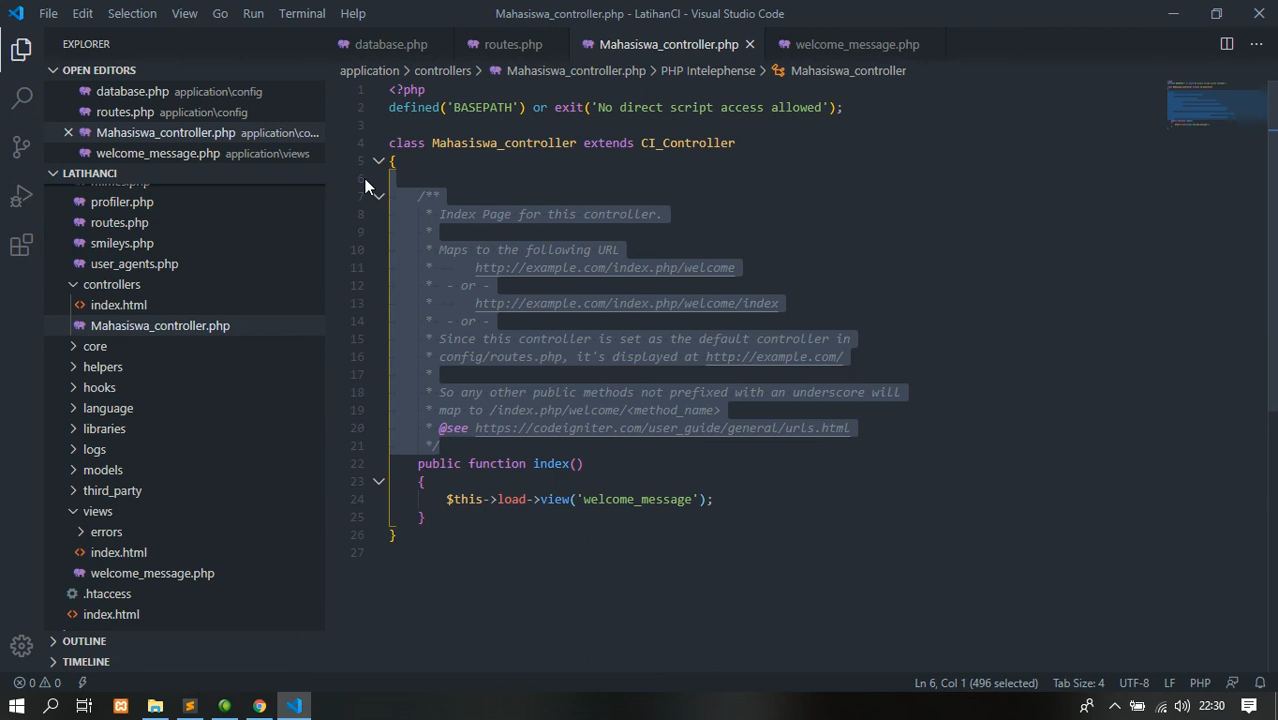 File Edit Selection View Go Run Terminal Help
Mahasiswa_controller.php - LatihanCI - Visual Studio Code
EXPLORER
OPEN EDITORS
database.php application\config
routes.php application\config
Mahasiswa_controller.php application\co...
welcome_message.php application\views
LATIHANCI
mimes.php
profiler.php
routes.php
smileys.php
user_agents.php
controllers
index.html
Mahasiswa_controller.php
core
helpers
hooks
language
libraries
logs
models
third_party
views
errors
index.html
welcome_message.php
.htaccess
index.html
OUTLINE
TIMELINE
database.php routes.php Mahasiswa_controller.php welcome_message.php
application > controllers > Mahasiswa_controller.php > PHP Intelephense > Mahasiswa_controller
1 <?php
2 defined('BASEPATH') or exit('No direct script access allowed');
3
4 class Mahasiswa_controller extends CI_Controller
5 {
6
7 /**
8 * Index Page for this controller.
9 *
10 * Maps to the following URL
11 * http://example.com/index.php/welcome
12 * - or -
13 * http://example.com/index.php/welcome/index
14 * - or -
15 * Since this controller is set as the default controller in
16 * config/routes.php, it's displayed at http://example.com/
17 *
18 * So any other public methods not prefixed with an underscore will
19 * map to /index.php/welcome/<method_name>
20 * @see https://codeigniter.com/user_guide/general/urls.html
21 */
22 public function index()
23 {
24 $this->load->view('welcome_message');
25 }
26 }
27
0 0
Ln 6, Col 1 (496 selected) Tab Size: 4 UTF-8 LF PHP
22:30